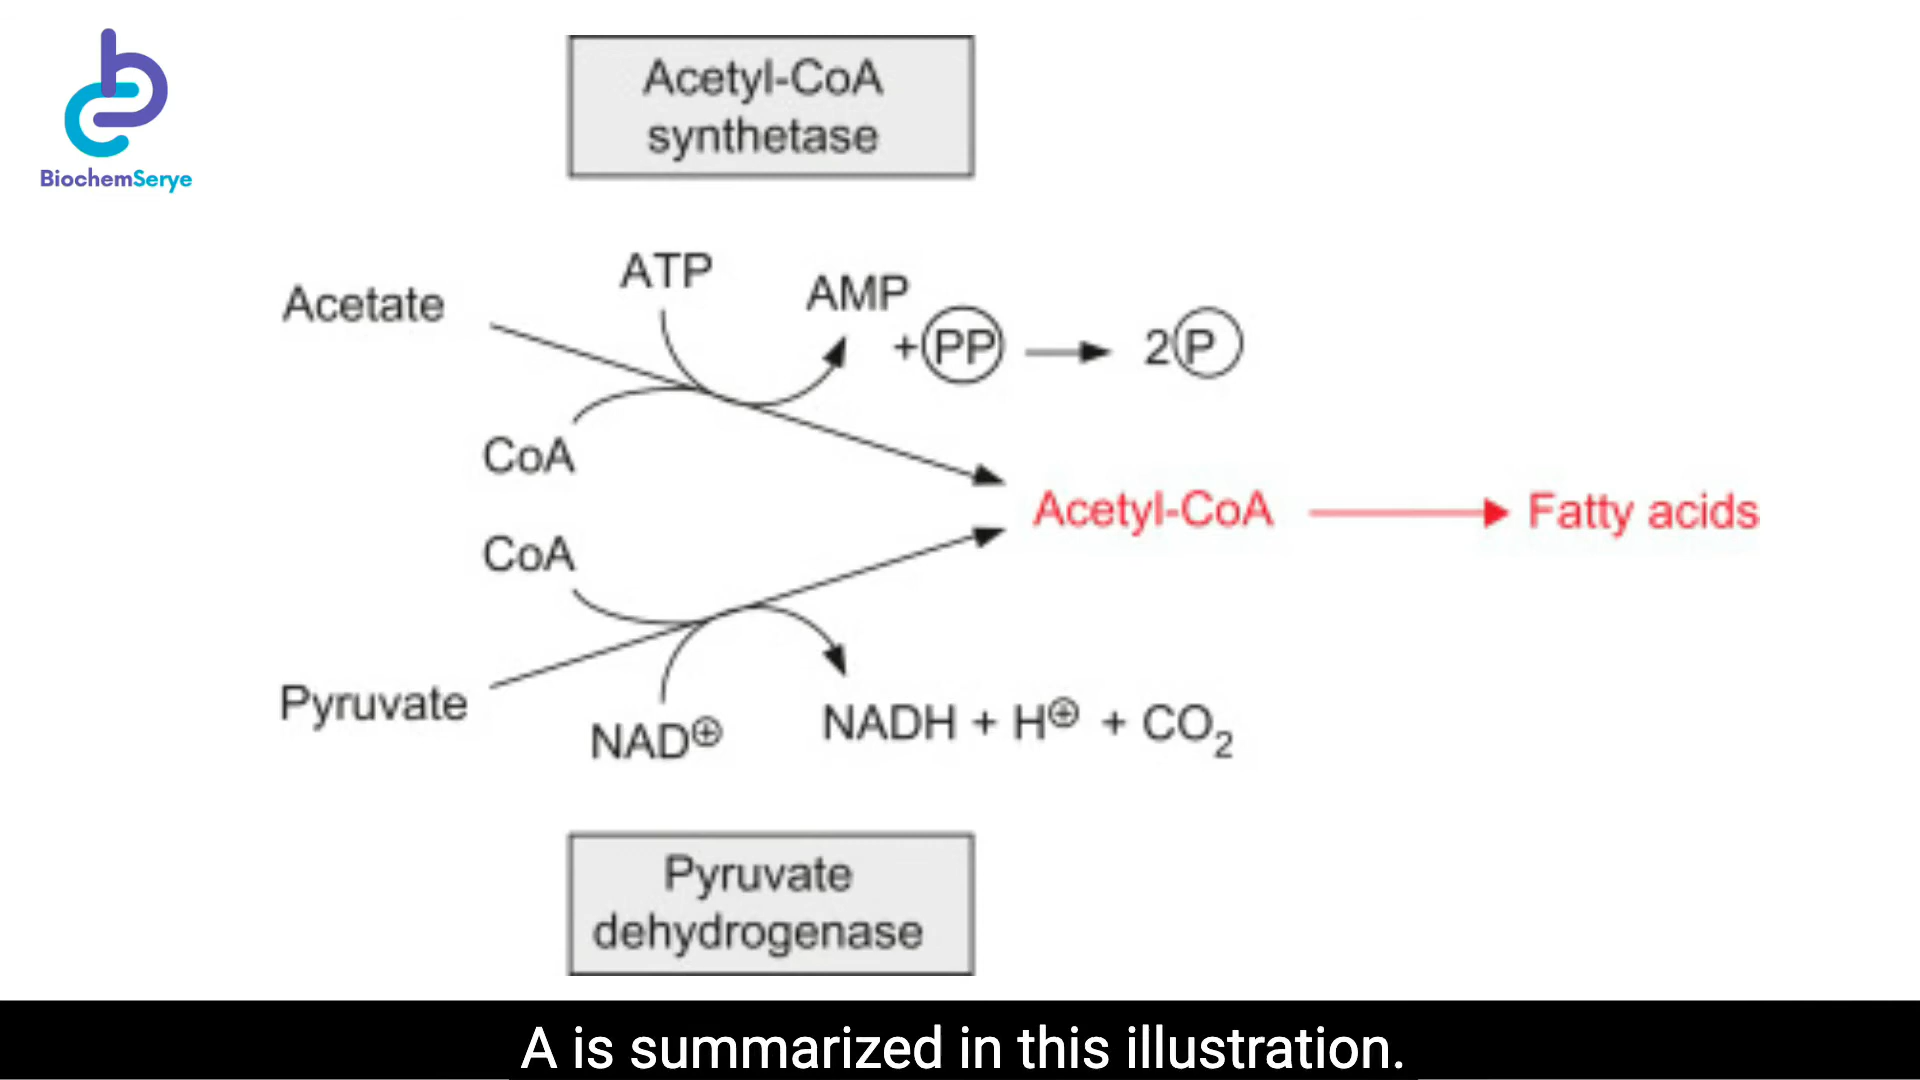 BiochemSerye
Acetyl-CoA
synthetase
ATP
AMP
Acetate
+PP → 2P
CoA
Acetyl-CoA → Fatty acids
CoA
Pyruvate
NAD⊕
NADH + H⊕ + CO₂
Pyruvate
dehydrogenase
A is summarized in this illustration.